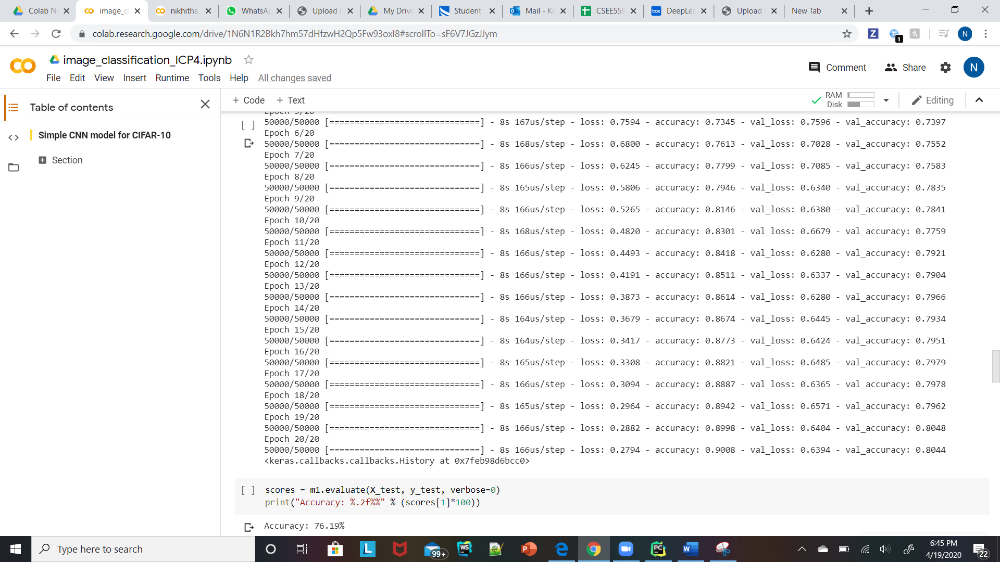 Colab N
image_c
nikhitha
WhatsAp
Upload
My Drive
Student
Mail - Ko
CSEE559
DeepLea
Upload
New Tab
colab.research.google.com/drive/1N6N1R2Bkh7hm57dHfzwH2Qp5Fw93oxI8#scrollTo=sF6V7JGzJJym
1
N
image_classification_ICP4.ipynb
Comment
Share
N
File Edit View Insert Runtime Tools Help All changes saved
Table of contents
+ Code + Text
RAM
Disk
Editing
Simple CNN model for CIFAR-10
Section
Epoch 5/20
[ ] 50000/50000 [==============================] - 8s 167us/step - loss: 0.7594 - accuracy: 0.7345 - val_loss: 0.7596 - val_accuracy: 0.7397
Epoch 6/20
50000/50000 [==============================] - 8s 168us/step - loss: 0.6800 - accuracy: 0.7613 - val_loss: 0.7028 - val_accuracy: 0.7552
Epoch 7/20
50000/50000 [==============================] - 8s 166us/step - loss: 0.6245 - accuracy: 0.7799 - val_loss: 0.7085 - val_accuracy: 0.7583
Epoch 8/20
50000/50000 [==============================] - 8s 165us/step - loss: 0.5806 - accuracy: 0.7946 - val_loss: 0.6340 - val_accuracy: 0.7835
Epoch 9/20
50000/50000 [==============================] - 8s 166us/step - loss: 0.5265 - accuracy: 0.8146 - val_loss: 0.6380 - val_accuracy: 0.7841
Epoch 10/20
50000/50000 [==============================] - 8s 168us/step - loss: 0.4820 - accuracy: 0.8301 - val_loss: 0.6679 - val_accuracy: 0.7759
Epoch 11/20
50000/50000 [==============================] - 8s 166us/step - loss: 0.4493 - accuracy: 0.8418 - val_loss: 0.6280 - val_accuracy: 0.7921
Epoch 12/20
50000/50000 [==============================] - 8s 166us/step - loss: 0.4191 - accuracy: 0.8511 - val_loss: 0.6337 - val_accuracy: 0.7904
Epoch 13/20
50000/50000 [==============================] - 8s 166us/step - loss: 0.3873 - accuracy: 0.8614 - val_loss: 0.6280 - val_accuracy: 0.7966
Epoch 14/20
50000/50000 [==============================] - 8s 164us/step - loss: 0.3679 - accuracy: 0.8674 - val_loss: 0.6445 - val_accuracy: 0.7934
Epoch 15/20
50000/50000 [==============================] - 8s 164us/step - loss: 0.3417 - accuracy: 0.8773 - val_loss: 0.6424 - val_accuracy: 0.7951
Epoch 16/20
50000/50000 [==============================] - 8s 165us/step - loss: 0.3308 - accuracy: 0.8821 - val_loss: 0.6485 - val_accuracy: 0.7979
Epoch 17/20
50000/50000 [==============================] - 8s 166us/step - loss: 0.3094 - accuracy: 0.8887 - val_loss: 0.6365 - val_accuracy: 0.7978
Epoch 18/20
50000/50000 [==============================] - 8s 165us/step - loss: 0.2964 - accuracy: 0.8942 - val_loss: 0.6571 - val_accuracy: 0.7962
Epoch 19/20
50000/50000 [==============================] - 8s 166us/step - loss: 0.2882 - accuracy: 0.8998 - val_loss: 0.6404 - val_accuracy: 0.8048
Epoch 20/20
50000/50000 [==============================] - 8s 166us/step - loss: 0.2794 - accuracy: 0.9008 - val_loss: 0.6394 - val_accuracy: 0.8044
<keras.callbacks.callbacks.History at 0x7feb98d6bcc0>
[ ] scores = m1.evaluate(X_test, y_test, verbose=0)
print("Accuracy: %.2f%%" % (scores[1]*100))
Accuracy: 76.19%
Type here to search
99+
6:45 PM
4/19/2020
22